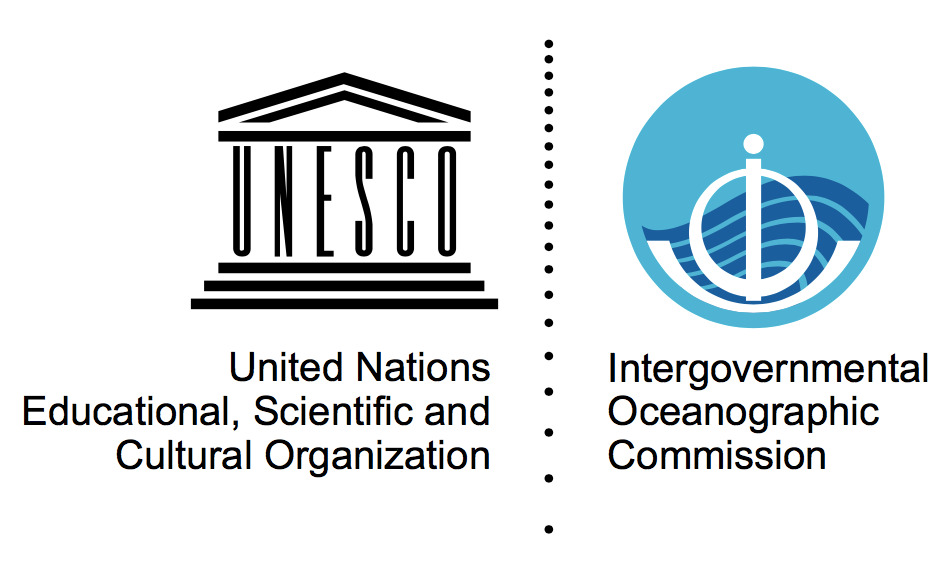 UNESCO
United Nations
Educational, Scientific and
Cultural Organization
Intergovernmental
Oceanographic
Commission